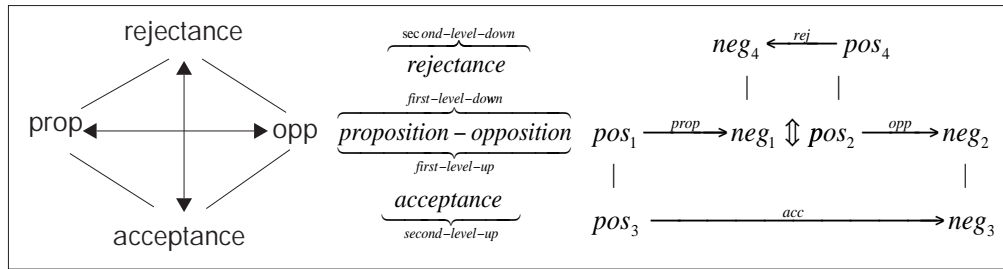 rejectance
prop opp
acceptance
second-level-down
rejectance
first-level-down
proposition – opposition
first-level-up
acceptance
second-level-up
neg₄ ←rej pos₄
| |
pos₁ —prop→ neg₁ ⇕ pos₂ —opp→ neg₂
| |
pos₃ —acc→ neg₃